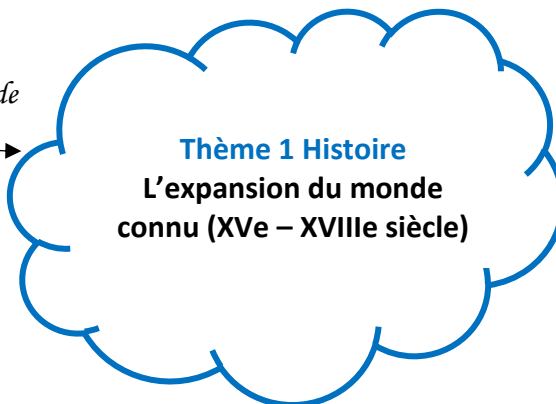 de
Thème 1 Histoire
L’expansion du monde
connu (XVe – XVIIIe siècle)